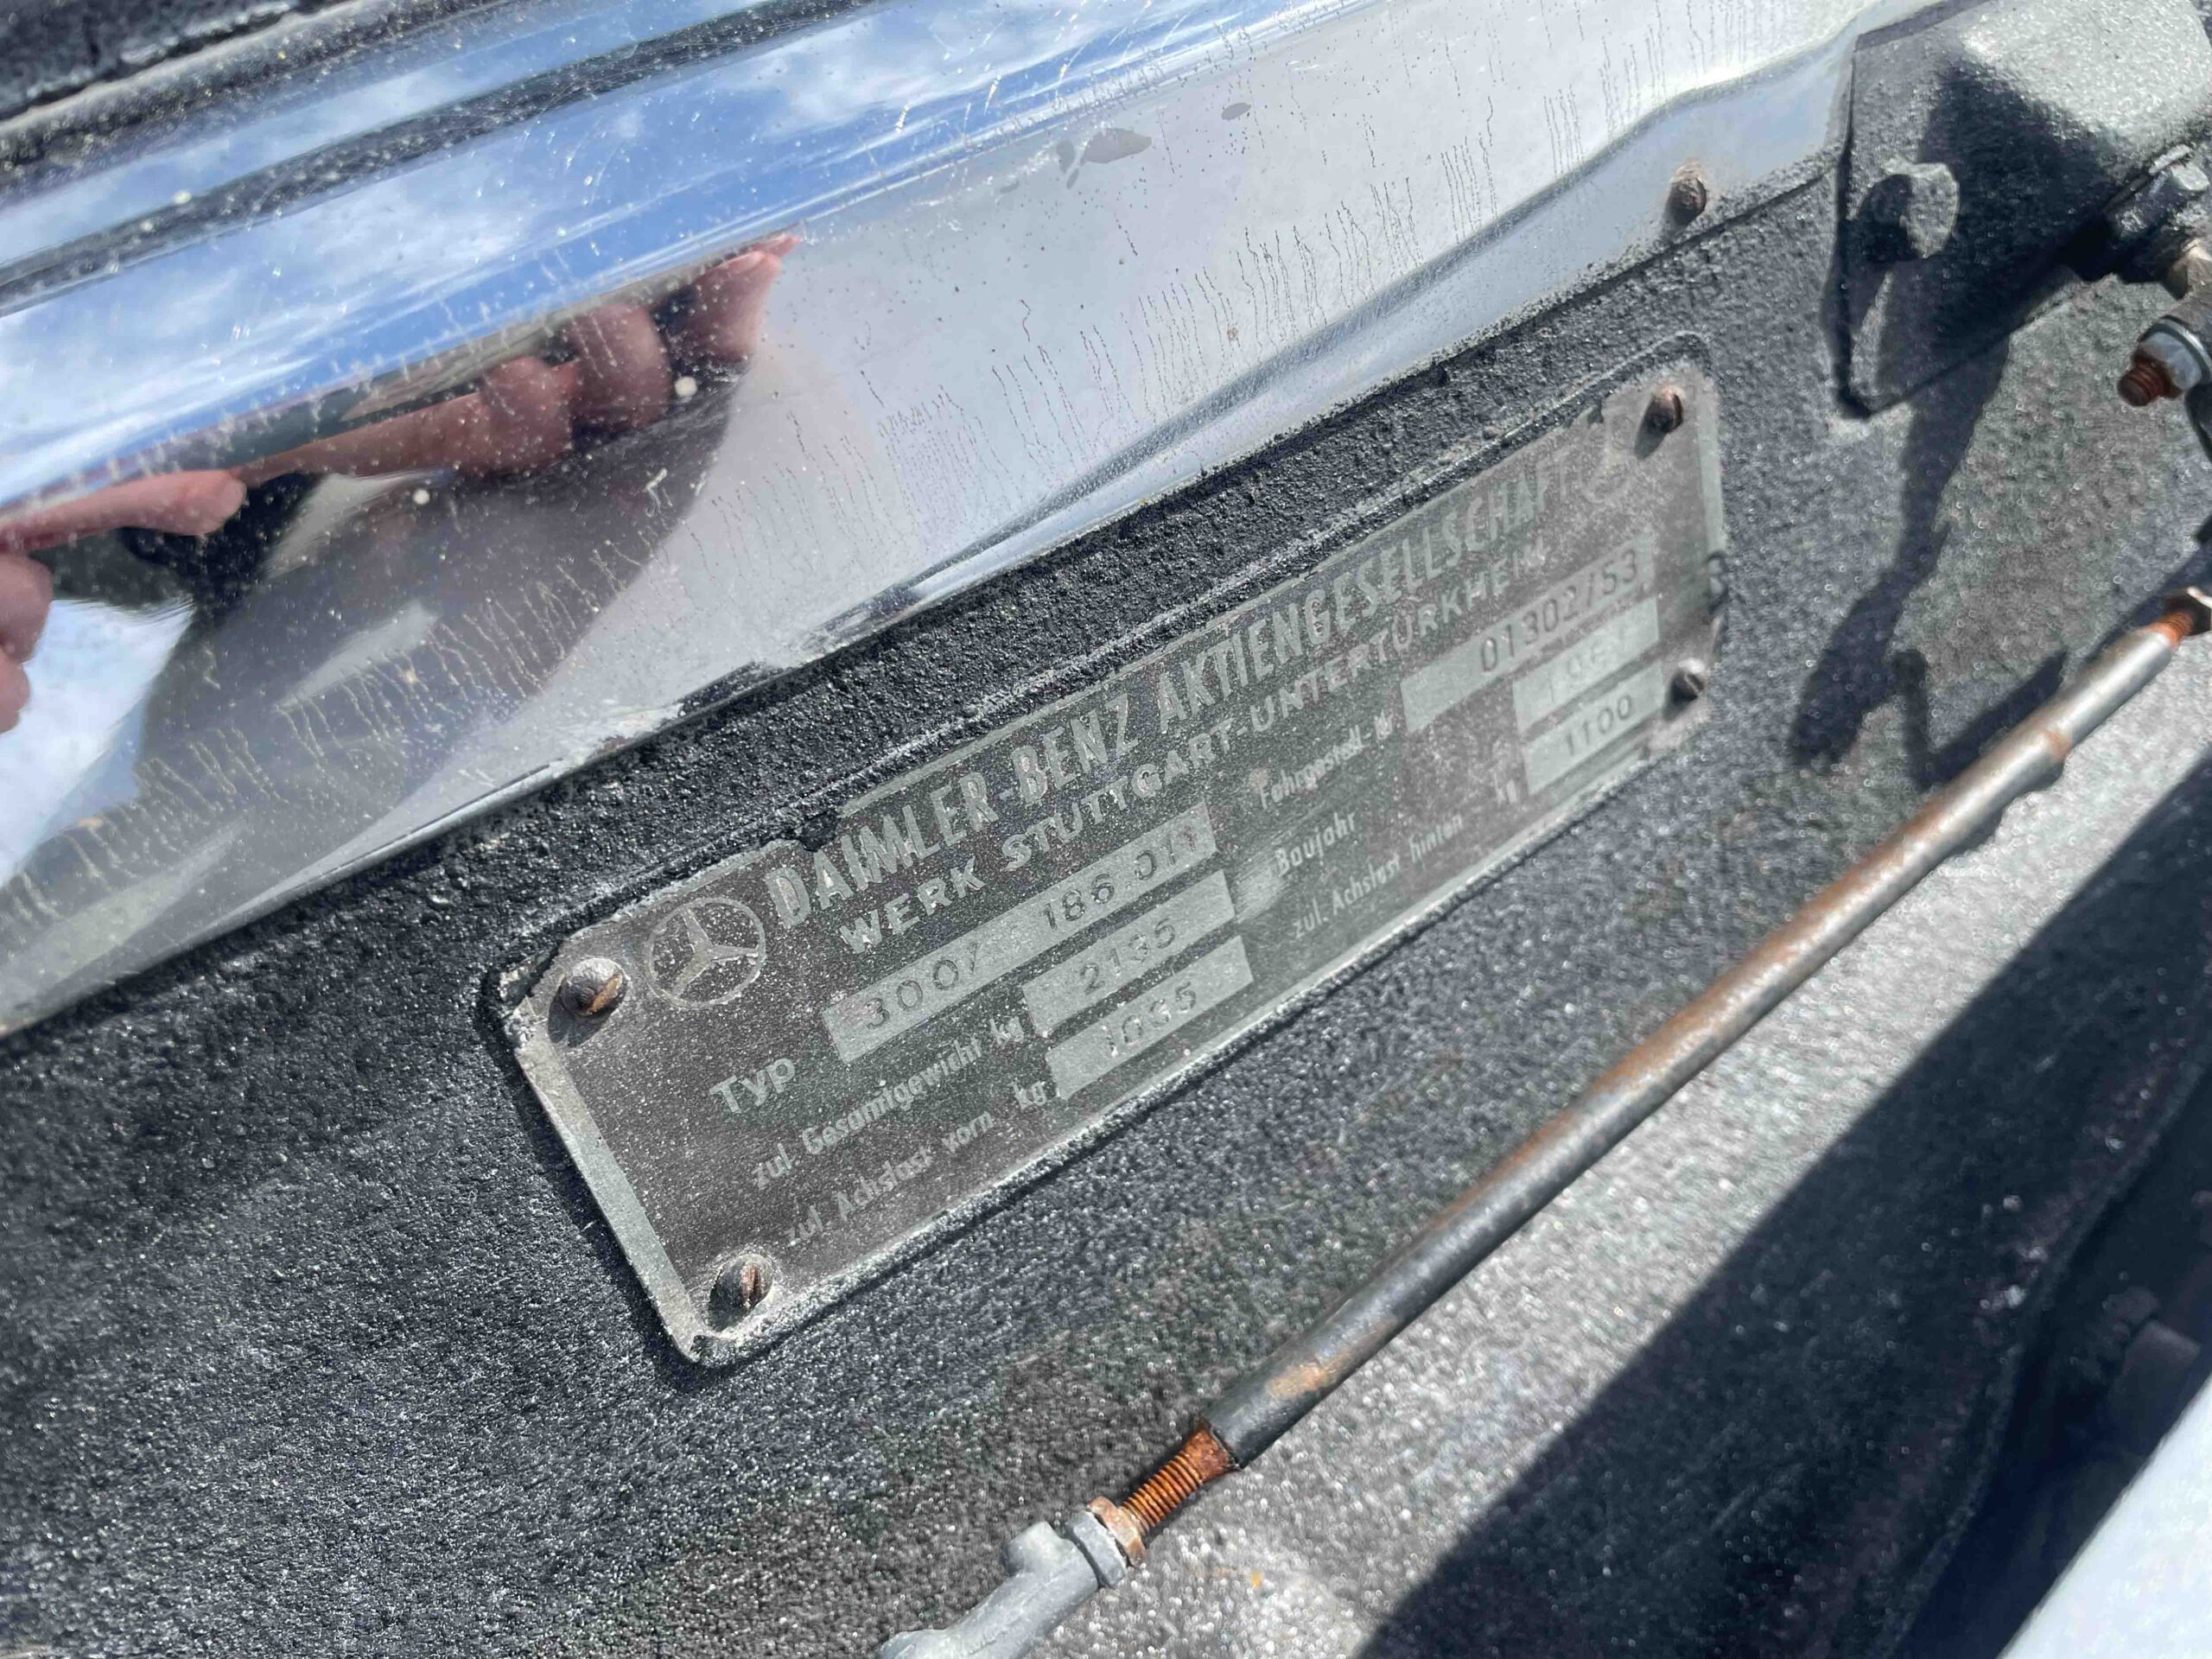 DAIMLER-BENZ AKTIENGESELLSCHAFT
WERK STUTTGART-UNTERTÜRKHEIM
Typ 300/ 186.011 Fahrgestell-Nr. 01302/53
zul. Gesamtgewicht kg 2135 Baujahr
zul. Achslast vorn kg 1035 zul. Achslast hinten kg 1100